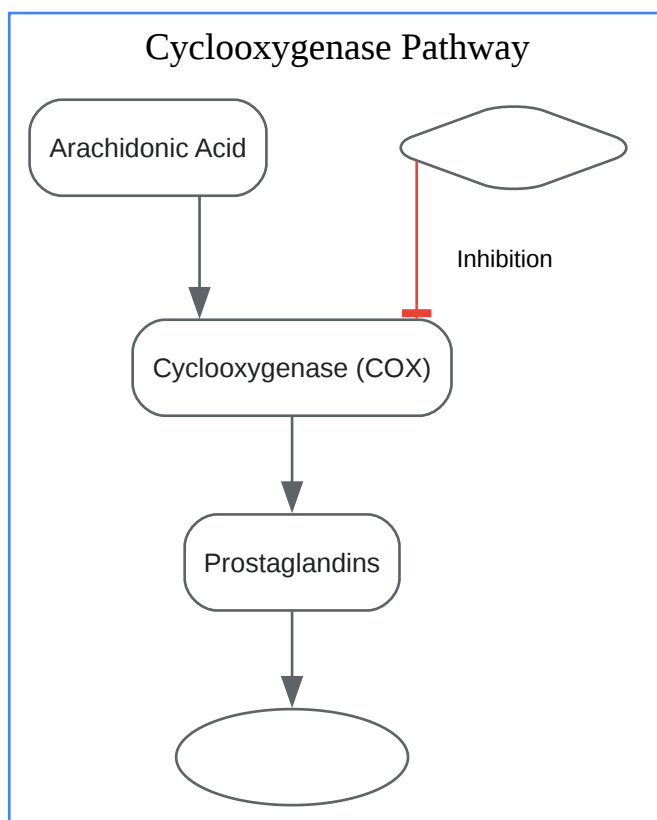 Cyclooxygenase Pathway
Arachidonic Acid
Inhibition
Cyclooxygenase (COX)
Prostaglandins